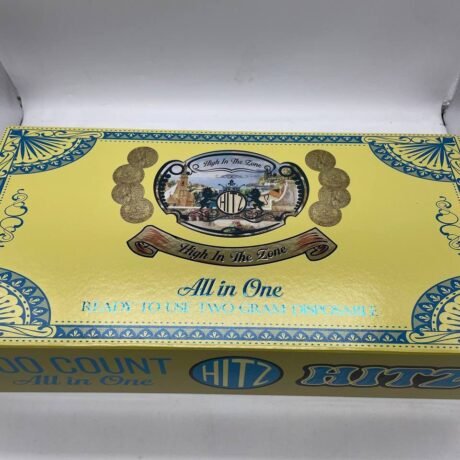 High In The Zone
HITZ
High In The Zone
All in One
READY TO USE TWO GRAM DISPOSABLE
00 COUNT
All in One
HITZ
HITZ